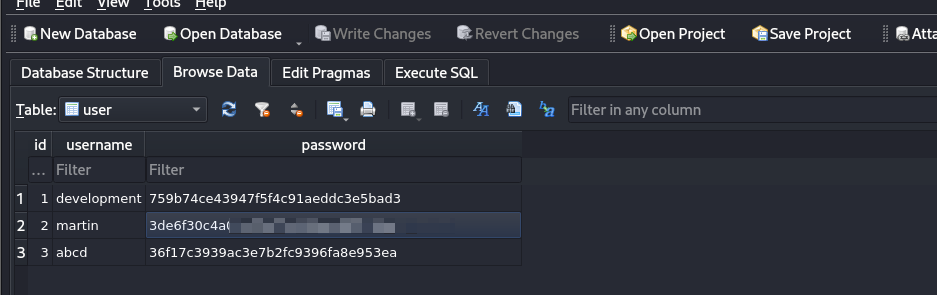 File Edit View Tools Help
New Database Open Database Write Changes Revert Changes Open Project Save Project
Database Structure Browse Data Edit Pragmas Execute SQL
Table: user Filter in any column
id username password
... Filter Filter
1 1 development 759b74ce43947f5f4c91aeddc3e5bad3
2 2 martin 3de6f30c4a
3 3 abcd 36f17c3939ac3e7b2fc9396fa8e953ea